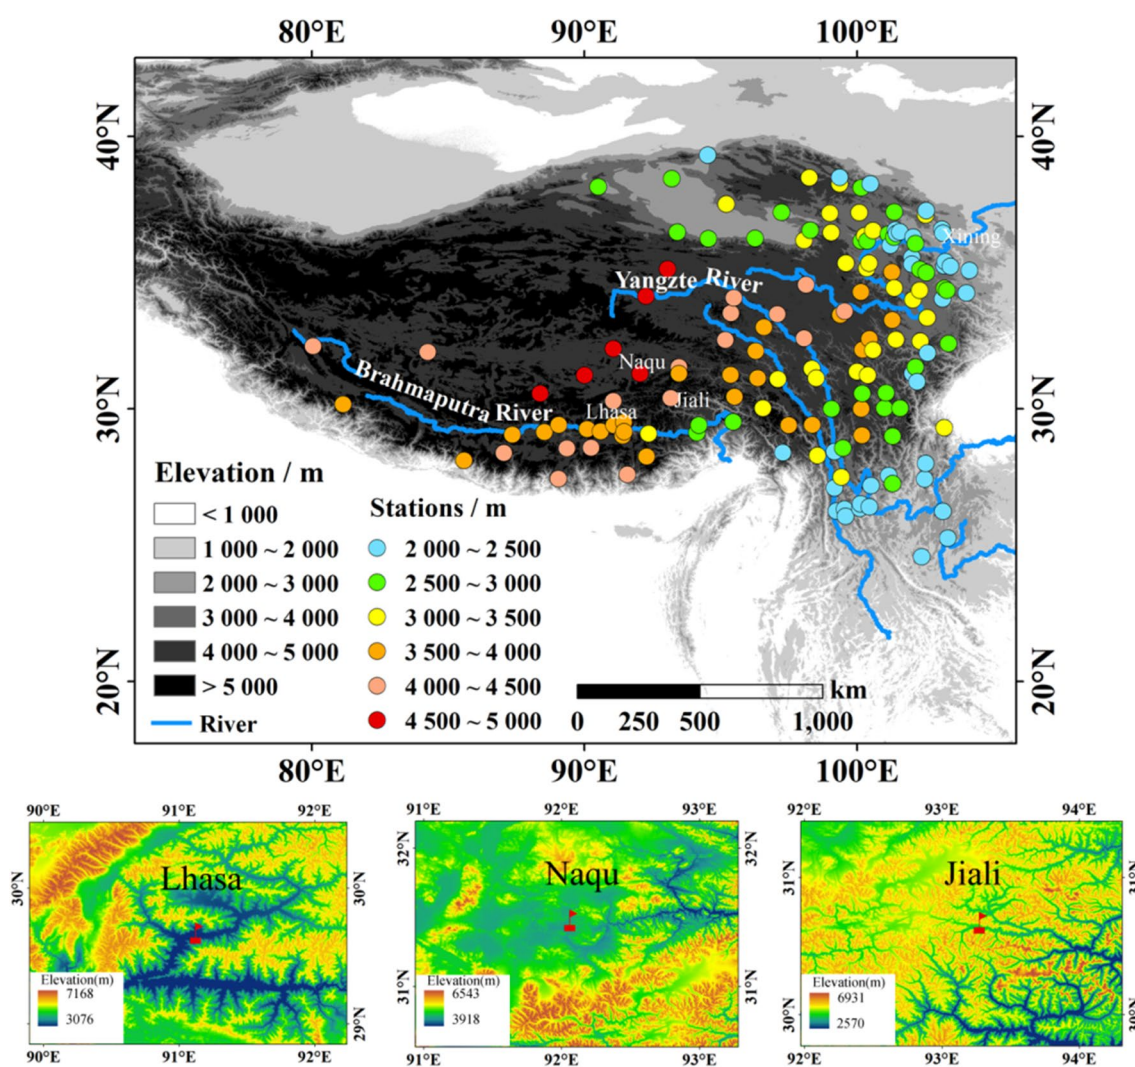 80°E 90°E 100°E
40°N 40°N
Xining
Yangzte River
Naqu
Brahmaputra River
Jiali
Lhasa
30°N 30°N
Elevation / m
< 1 000
1 000 ~ 2 000
2 000 ~ 3 000
3 000 ~ 4 000
4 000 ~ 5 000
> 5 000
River
Stations / m
2 000 ~ 2 500
2 500 ~ 3 000
3 000 ~ 3 500
3 500 ~ 4 000
4 000 ~ 4 500
4 500 ~ 5 000
20°N 20°N
km
0 250 500 1,000
80°E 90°E 100°E
90°E 91°E 92°E
Lhasa
30°N 30°N
Elevation(m)
7168
3076
29°N
90°E 91°E 92°E
91°E 92°E 93°E
32°N 32°N
Naqu
31°N 31°N
Elevation(m)
6543
3918
91°E 92°E 93°E
92°E 93°E 94°E
31°N 31°N
Jiali
Elevation(m)
6931
2570
30°N 30°N
92°E 93°E 94°E